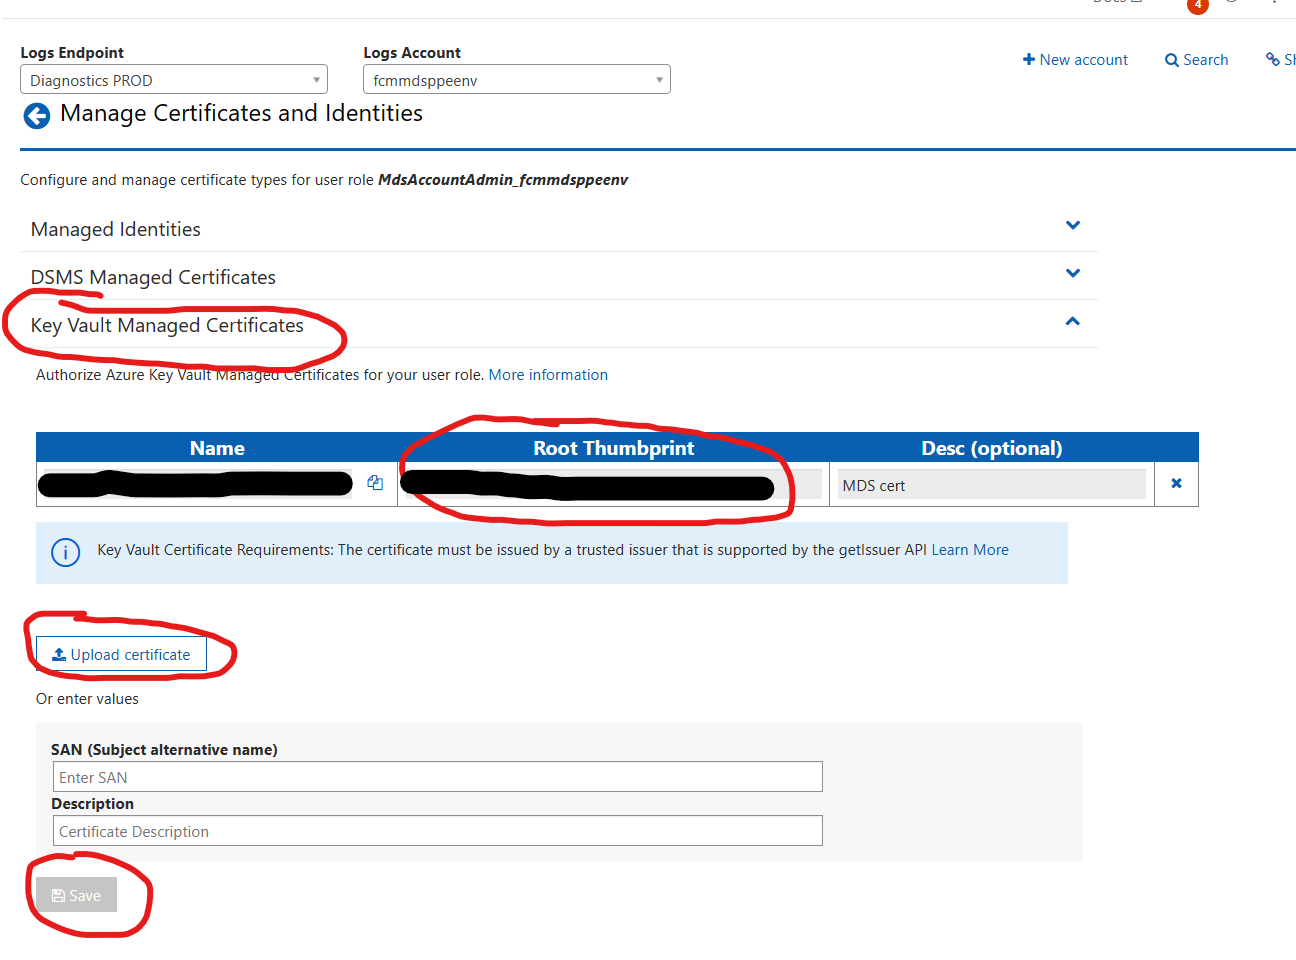 Docs
4
Logs Endpoint Logs Account
Diagnostics PROD fcmmdsppeenv
New account Search
Manage Certificates and Identities
Configure and manage certificate types for user role MdsAccountAdmin_fcmmdsppeenv
Managed Identities
DSMS Managed Certificates
Key Vault Managed Certificates
Authorize Azure Key Vault Managed Certificates for your user role. More information
Name Root Thumbprint Desc (optional)
MDS cert
Key Vault Certificate Requirements: The certificate must be issued by a trusted issuer that is supported by the getIssuer API Learn More
Upload certificate
Or enter values
SAN (Subject alternative name)
Enter SAN
Description
Certificate Description
Save